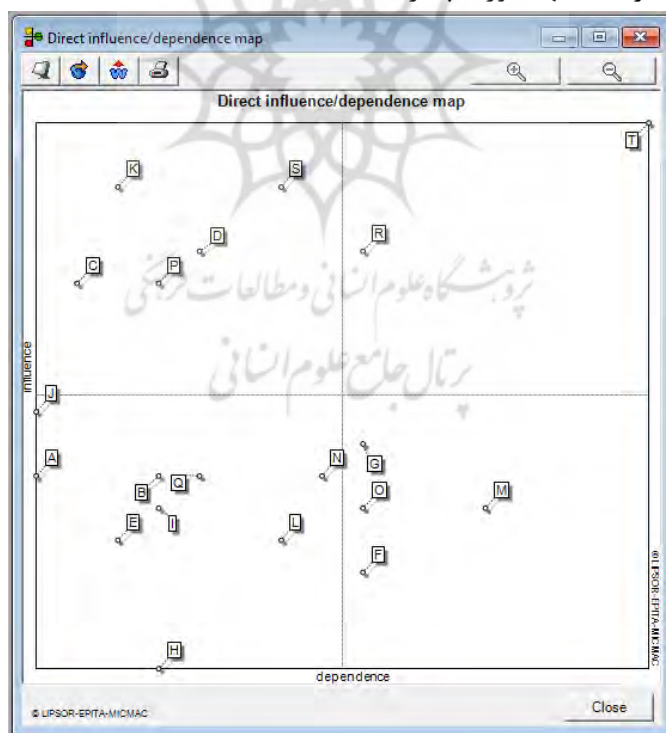 Direct influence/dependence map
Direct influence/dependence map
T
K
S
D
R
C
P
پژوهشگاه علوم انسانی و مطالعات فرهنگی
influence
پرتال جامع علوم انسانی
J
A
N
G
B
Q
O
M
E
I
L
F
H
dependence
© LIPSOR-EPITA-MICMAC
© LIPSOR-EPITA-MICMAC
Close